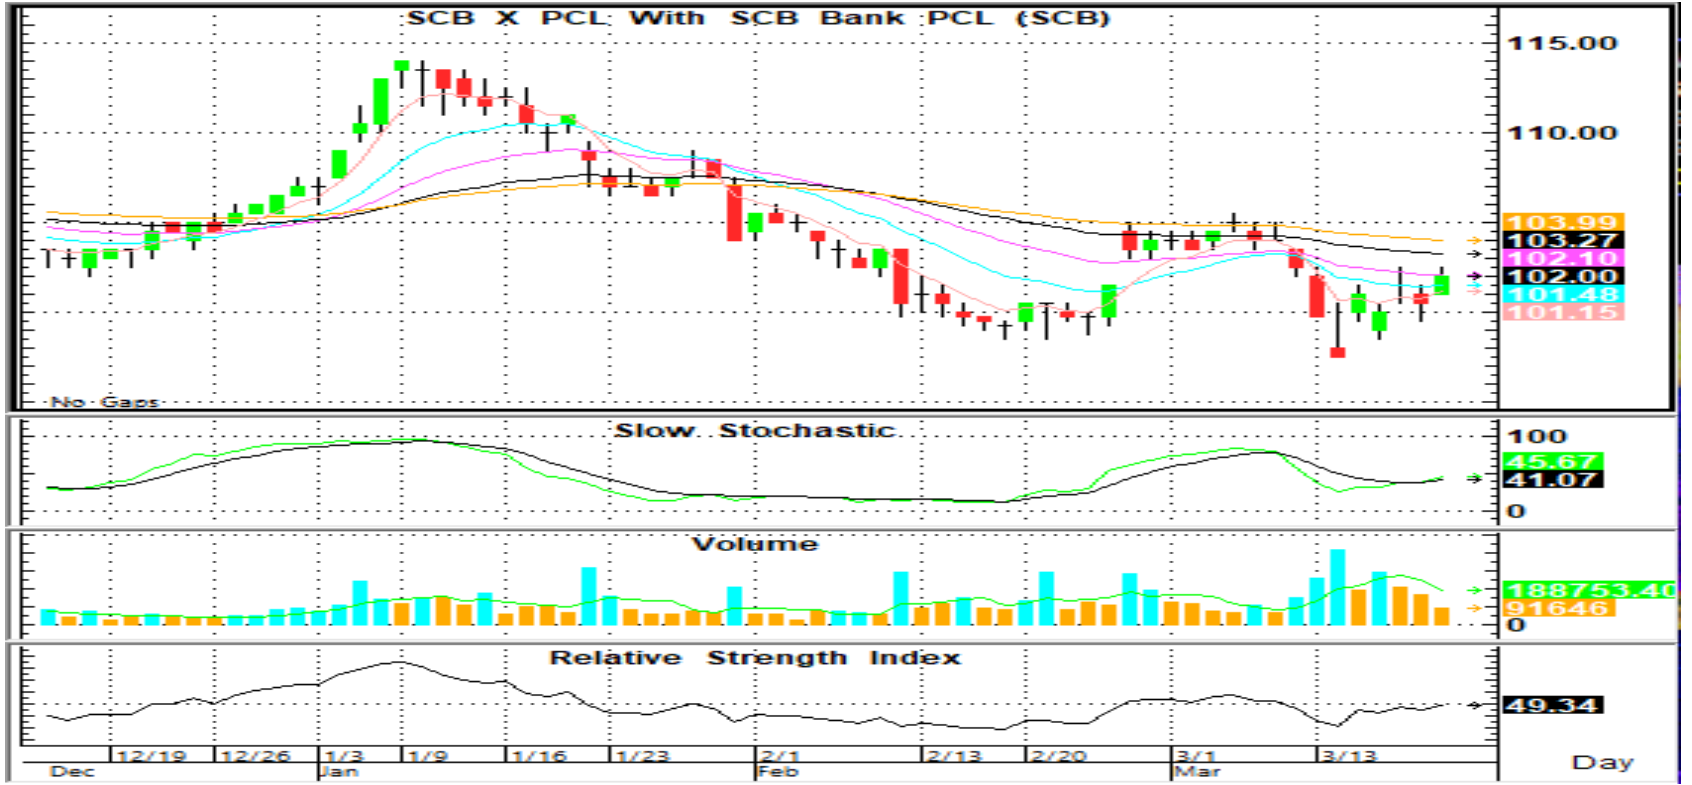 SCB X PCL With SCB Bank PCL (SCB)
115.00
110.00
103.99
103.27
102.10
102.00
101.48
101.15
No Gaps
Slow Stochastic
100
45.67
41.07
0
Volume
188753.40
91646
0
Relative Strength Index
49.34
12/19 12/26 1/3 1/9 1/16 1/23 2/1 2/13 2/20 3/1 3/13
Dec Jan Feb Mar
Day